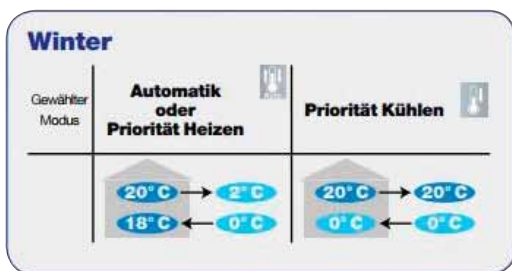 Winter
Gewählter
Modus
Automatik
oder
Priorität Heizen
Priorität Kühlen
20° C 2° C 20° C 20° C
18° C 0° C 0° C 0° C